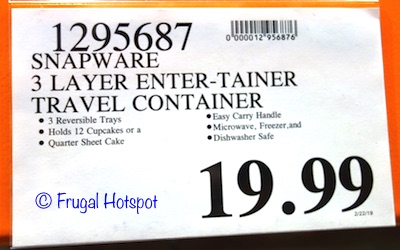 1295687
0"000012"956876"
SNAPWARE
3 LAYER ENTER-TAINER
TRAVEL CONTAINER
• 3 Reversible Trays
• Holds 12 Cupcakes or a
• Quarter Sheet Cake
• Easy Carry Handle
• Microwave, Freezer,and
• Dishwasher Safe
19.99
© Frugal Hotspot
2/22/19